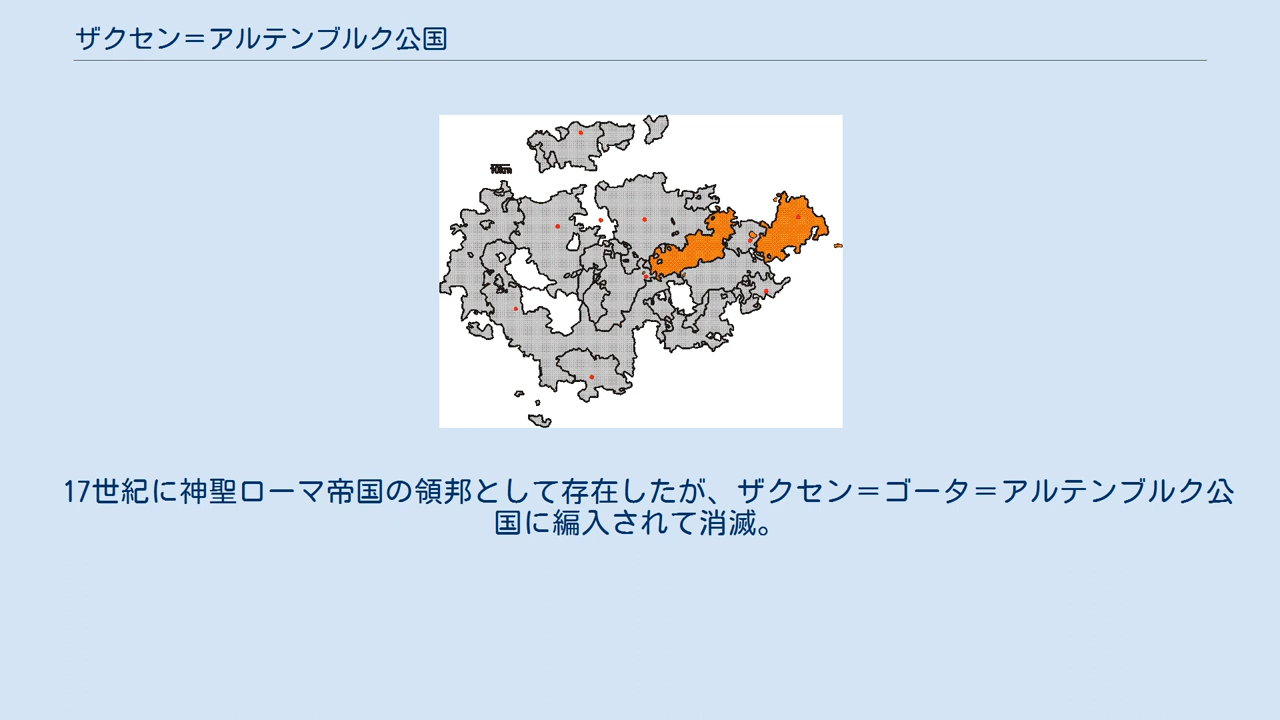 ザクセン＝アルテンブルク公国
10km
17世紀に神聖ローマ帝国の領邦として存在したが、ザクセン＝ゴータ＝アルテンブルク公
国に編入されて消滅。